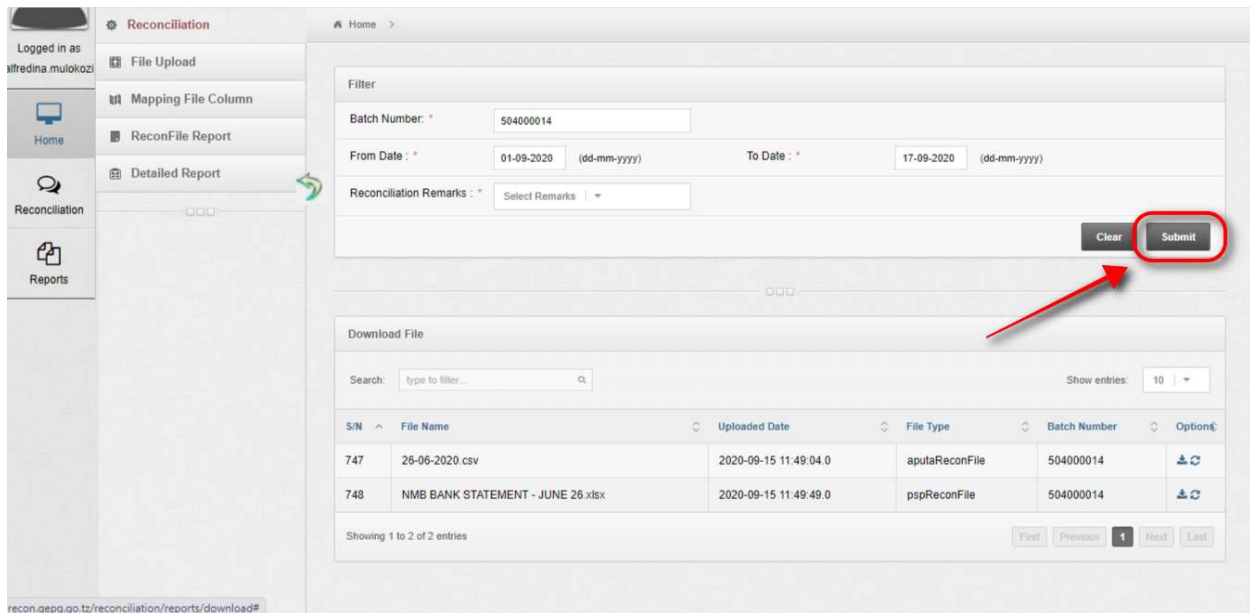 Logged in as
alfredina.mulokozi
Home
Reconciliation
Reports
Reconciliation
File Upload
Mapping File Column
ReconFile Report
Detailed Report
Home >
Filter
Batch Number: * 504000014
From Date : * 01-09-2020 (dd-mm-yyyy) To Date : * 17-09-2020 (dd-mm-yyyy)
Reconciliation Remarks : * Select Remarks
Clear Submit
Download File
Search: type to filter... Show entries: 10
S/N File Name Uploaded Date File Type Batch Number Options
747 26-06-2020.csv 2020-09-15 11:49:04.0 aputaReconFile 504000014
748 NMB BANK STATEMENT - JUNE 26.xlsx 2020-09-15 11:49:49.0 pspReconFile 504000014
Showing 1 to 2 of 2 entries First Previous 1 Next Last
recon.gepg.go.tz/reconciliation/reports/download#